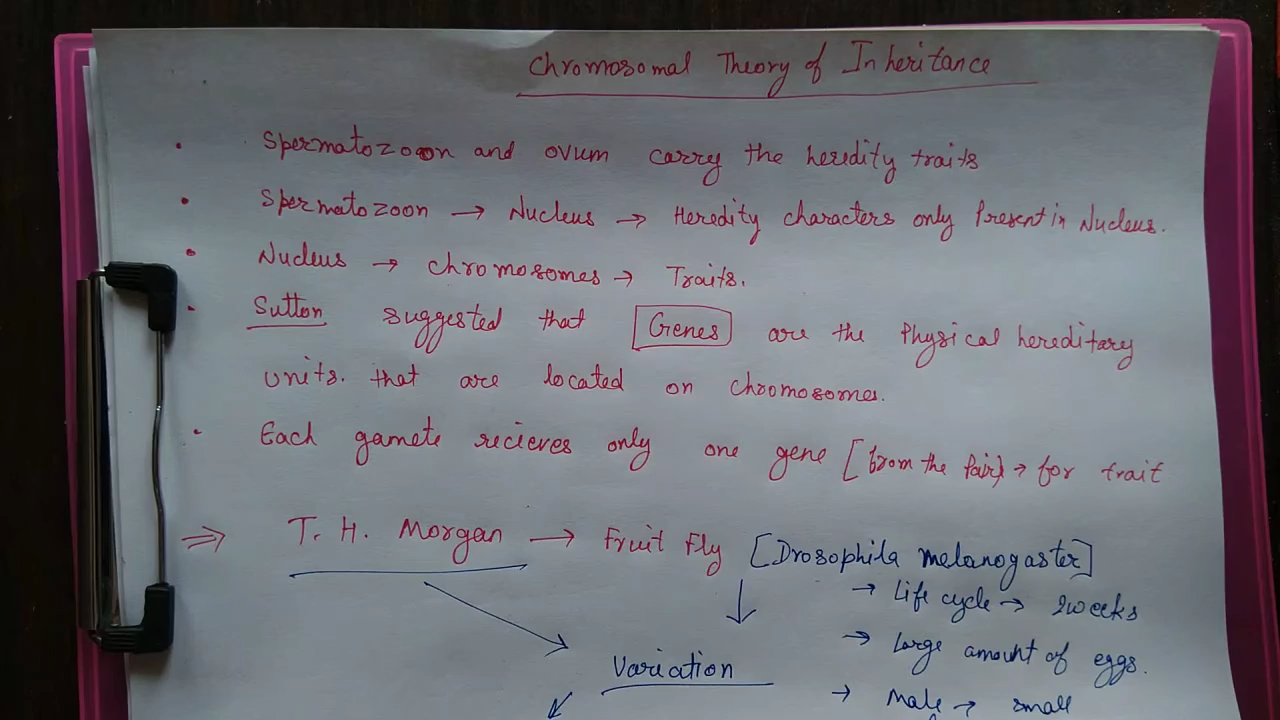 Chromosomal Theory of Inheritance
• Spermatozoon and ovum carry the heredity traits
• Spermatozoon → Nucleus → Heredity characters only Present in Nucleus.
• Nucleus → chromosomes → Traits.
• Sutton suggested that Genes are the Physical hereditary
units. that are located on chromosomes.
• Each gamete recieves only one gene [from the Pair] → for trait
⇒ T. H. Morgan → Fruit Fly [Drosophila melanogaster]
→ Life cycle → 2weeks
→ Large amount of eggs.
Variation
→ Male → small